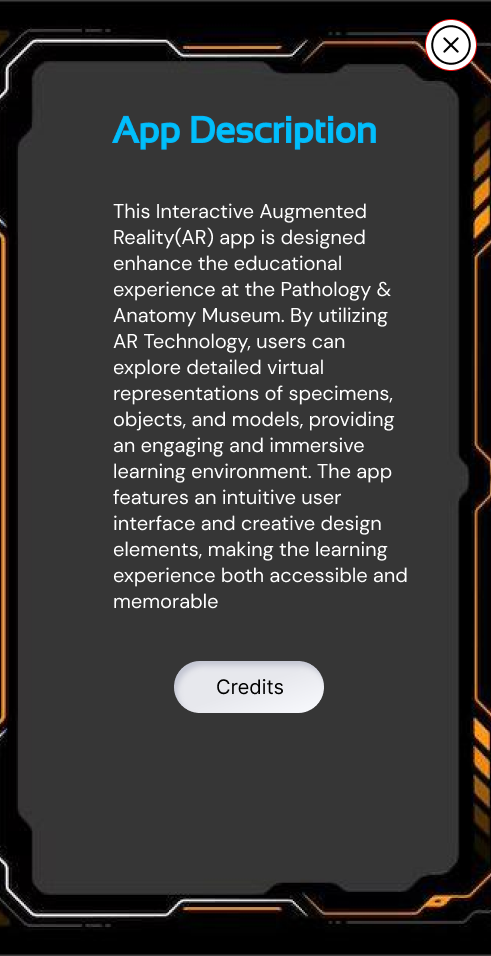 App Description
This Interactive Augmented
Reality(AR) app is designed
enhance the educational
experience at the Pathology &
Anatomy Museum. By utilizing
AR Technology, users can
explore detailed virtual
representations of specimens,
objects, and models, providing
an engaging and immersive
learning environment. The app
features an intuitive user
interface and creative design
elements, making the learning
experience both accessible and
memorable
Credits